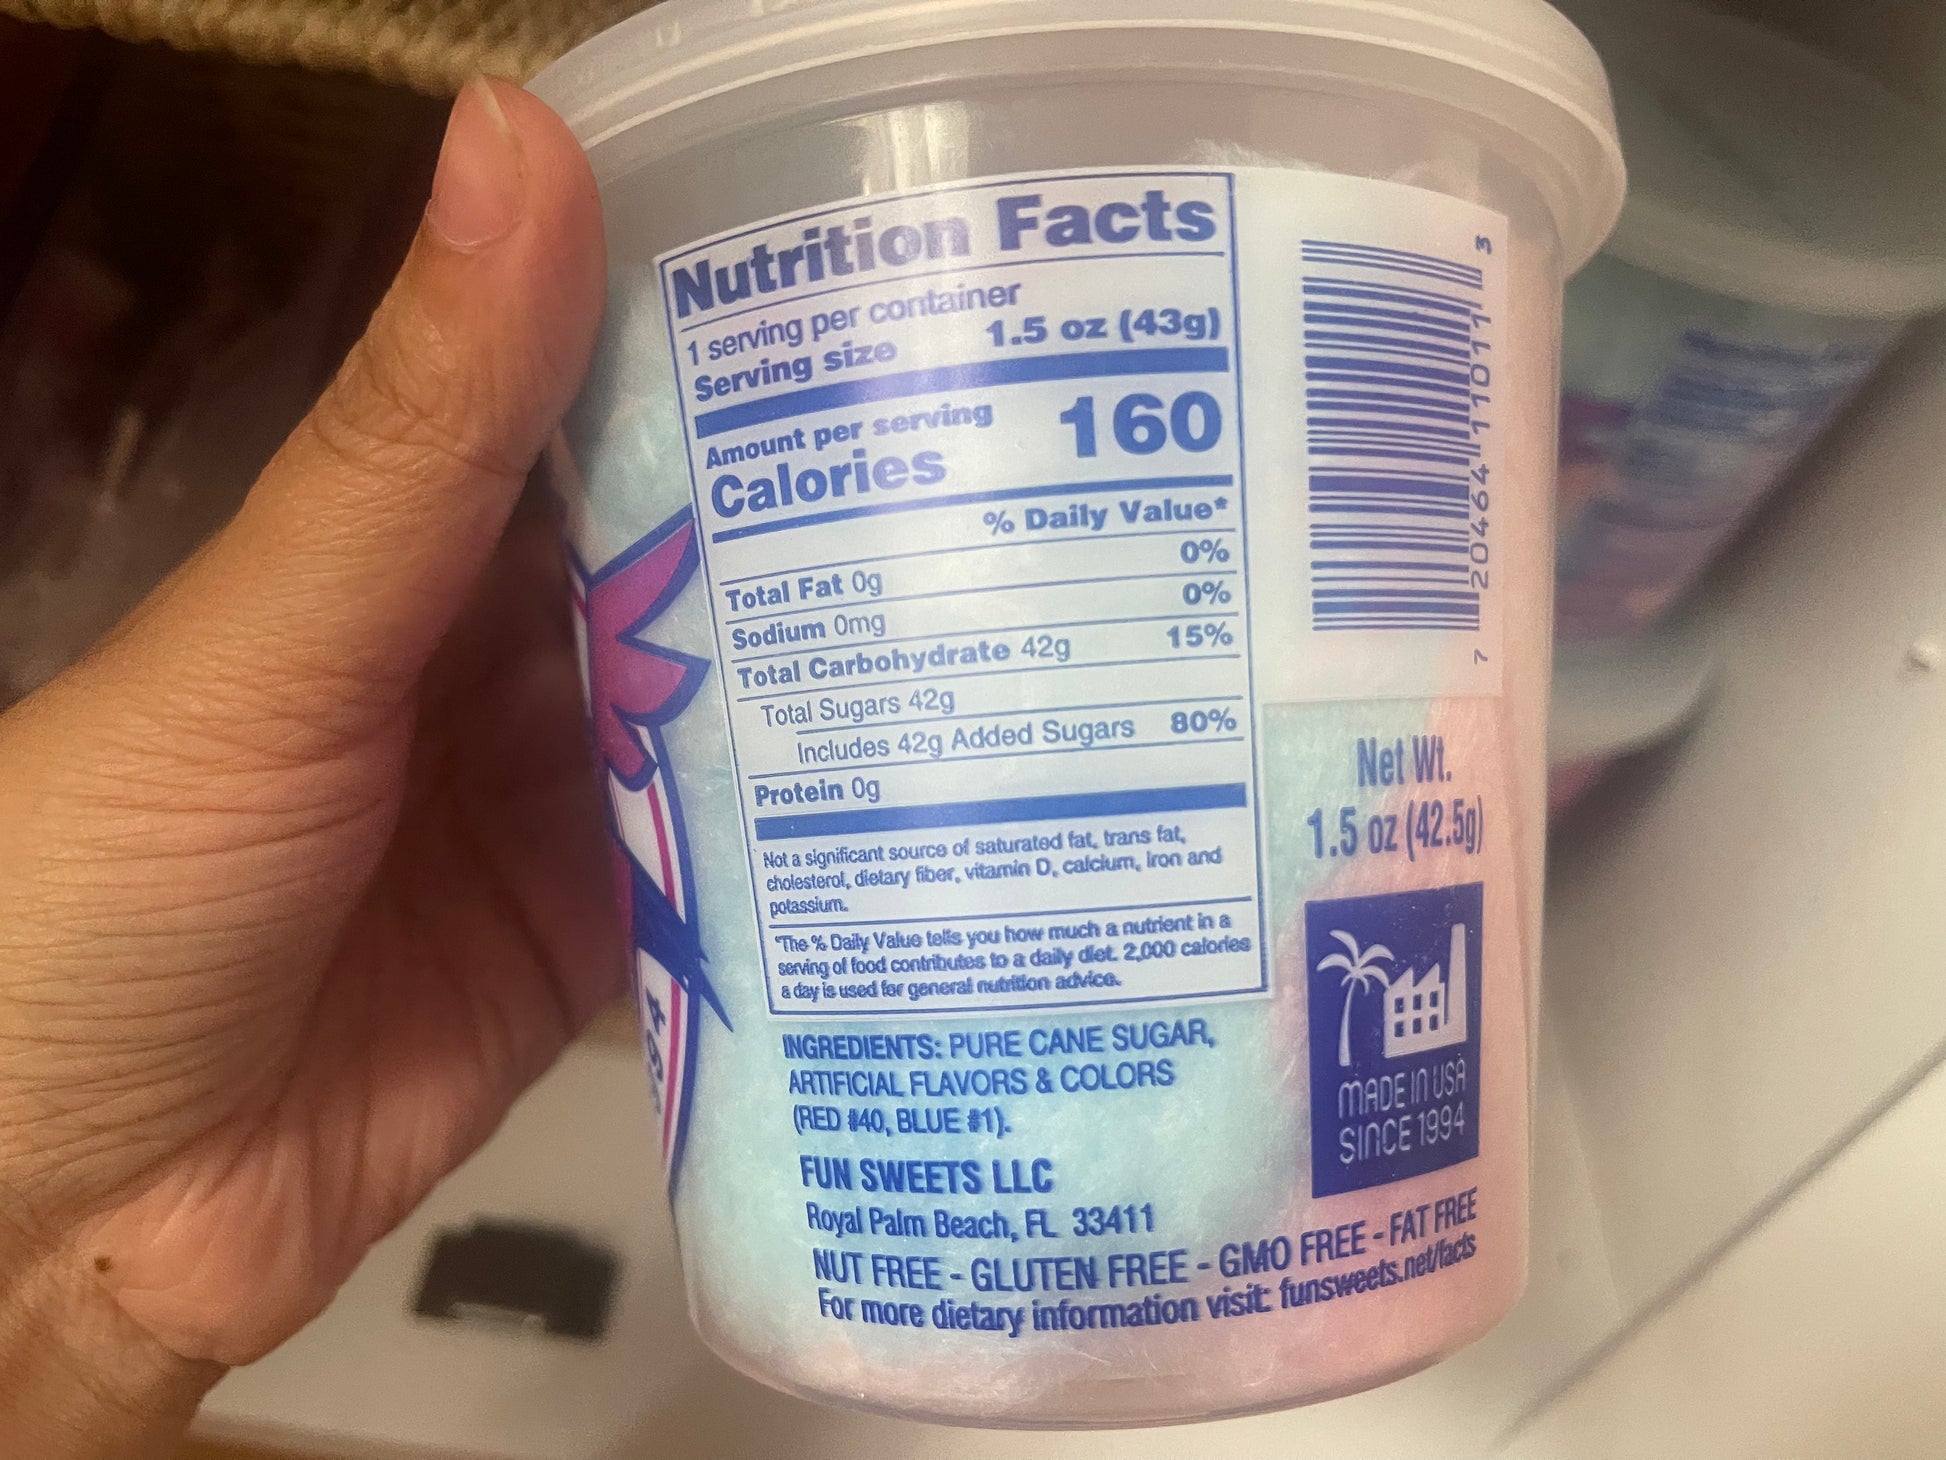 Nutrition Facts
1 serving per container
Serving size 1.5 oz (43g)
Amount per serving
Calories 160
% Daily Value*
Total Fat 0g 0%
Sodium 0mg 0%
Total Carbohydrate 42g 15%
Total Sugars 42g
Includes 42g Added Sugars 80%
Protein 0g
Not a significant source of saturated fat, trans fat,
cholesterol, dietary fiber, vitamin D, calcium, iron and
potassium.
*The % Daily Value tells you how much a nutrient in a
serving of food contributes to a daily diet. 2,000 calories
a day is used for general nutrition advice.
INGREDIENTS: PURE CANE SUGAR,
ARTIFICIAL FLAVORS & COLORS
(RED #40, BLUE #1).
FUN SWEETS LLC
Royal Palm Beach, FL 33411
NUT FREE - GLUTEN FREE - GMO FREE - FAT FREE
For more dietary information visit: funsweets.net/facts
7 20464 11011 3
Net Wt.
1.5 oz (42.5g)
MADE IN USA
SINCE 1994